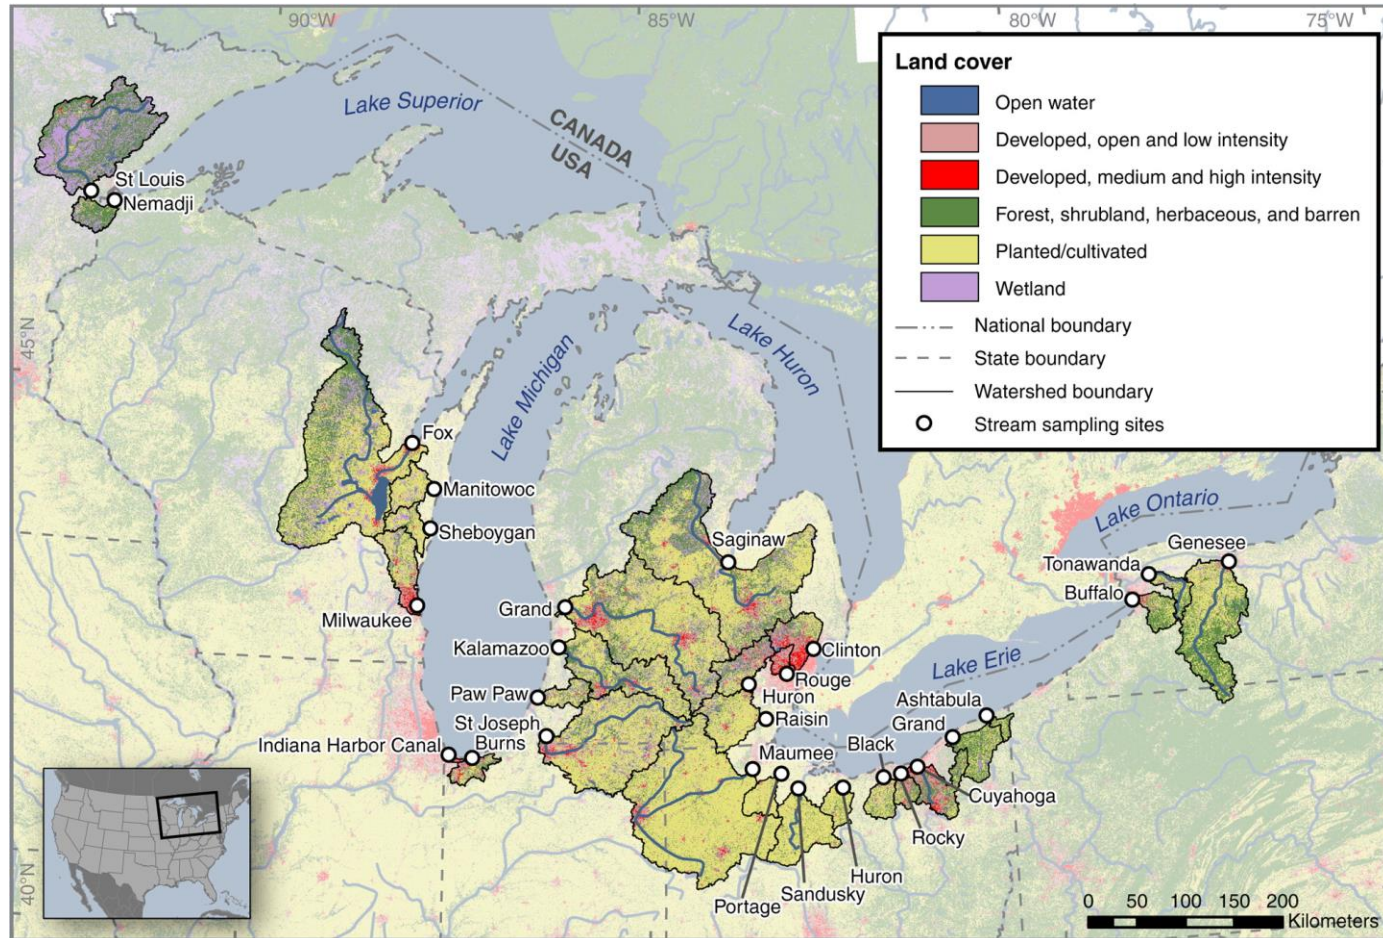 90°W
85°W
80°W
75°W
45°N
40°N
Land cover
Open water
Developed, open and low intensity
Developed, medium and high intensity
Forest, shrubland, herbaceous, and barren
Planted/cultivated
Wetland
National boundary
State boundary
Watershed boundary
Stream sampling sites
Lake Superior
CANADA
USA
St Louis
Nemadji
Lake Michigan
Lake Huron
Fox
Manitowoc
Sheboygan
Milwaukee
Saginaw
Grand
Kalamazoo
Paw Paw
St Joseph
Burns
Indiana Harbor Canal
Clinton
Rouge
Huron
Raisin
Maumee
Portage
Sandusky
Huron
Black
Rocky
Cuyahoga
Grand
Ashtabula
Lake Erie
Lake Ontario
Tonawanda
Buffalo
Genesee
0 50 100 150 200
Kilometers